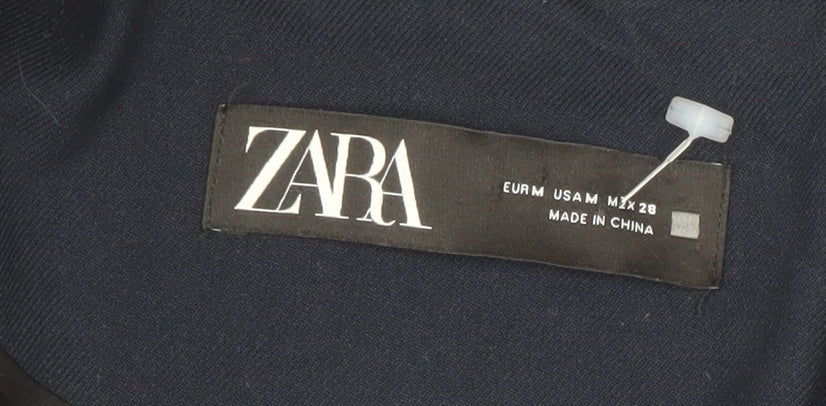 ZARA
EUR M USA M MEX 28
MADE IN CHINA